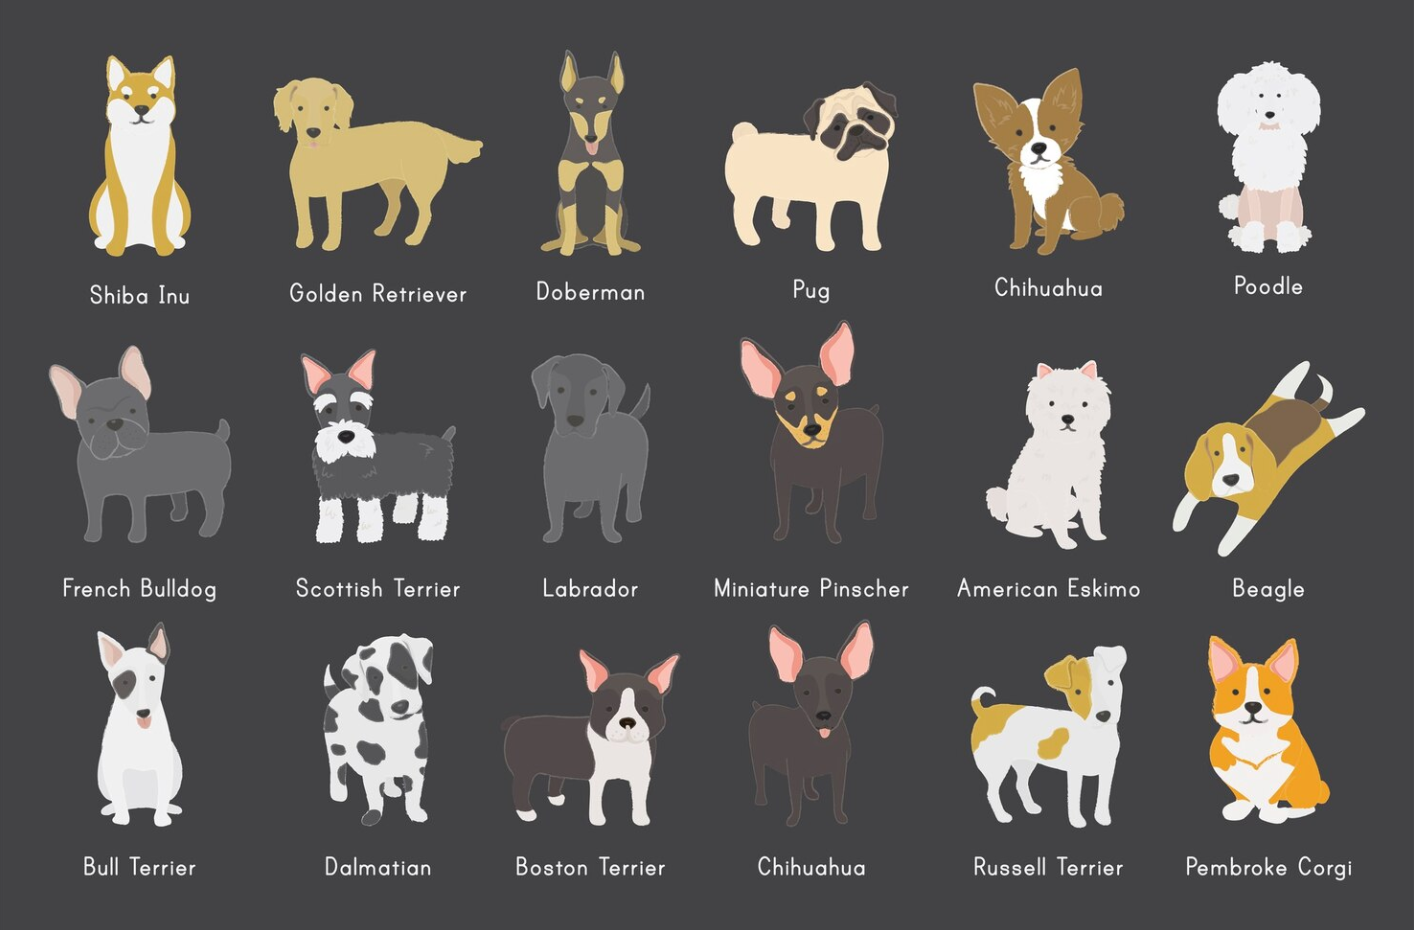 Shiba Inu
Golden Retriever
Doberman
Pug
Chihuahua
Poodle
French Bulldog
Scottish Terrier
Labrador
Miniature Pinscher
American Eskimo
Beagle
Bull Terrier
Dalmatian
Boston Terrier
Chihuahua
Russell Terrier
Pembroke Corgi